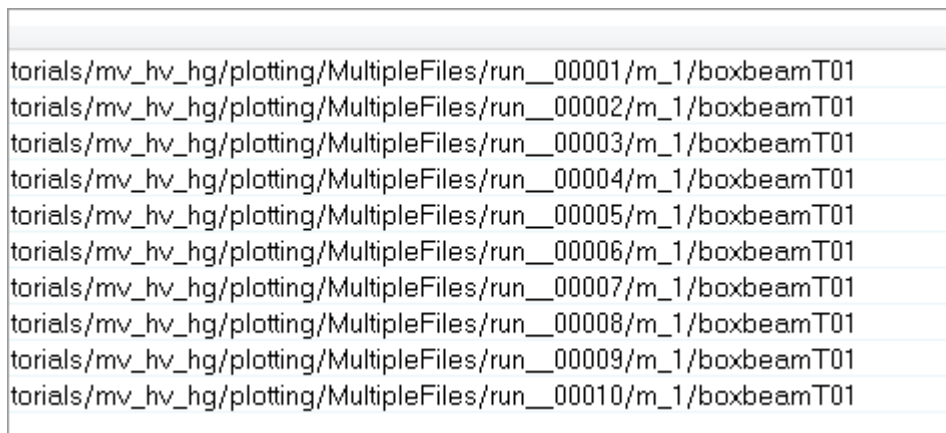 torials/mv_hv_hg/plotting/MultipleFiles/run__00001/m_1/boxbeamT01
torials/mv_hv_hg/plotting/MultipleFiles/run__00002/m_1/boxbeamT01
torials/mv_hv_hg/plotting/MultipleFiles/run__00003/m_1/boxbeamT01
torials/mv_hv_hg/plotting/MultipleFiles/run__00004/m_1/boxbeamT01
torials/mv_hv_hg/plotting/MultipleFiles/run__00005/m_1/boxbeamT01
torials/mv_hv_hg/plotting/MultipleFiles/run__00006/m_1/boxbeamT01
torials/mv_hv_hg/plotting/MultipleFiles/run__00007/m_1/boxbeamT01
torials/mv_hv_hg/plotting/MultipleFiles/run__00008/m_1/boxbeamT01
torials/mv_hv_hg/plotting/MultipleFiles/run__00009/m_1/boxbeamT01
torials/mv_hv_hg/plotting/MultipleFiles/run__00010/m_1/boxbeamT01